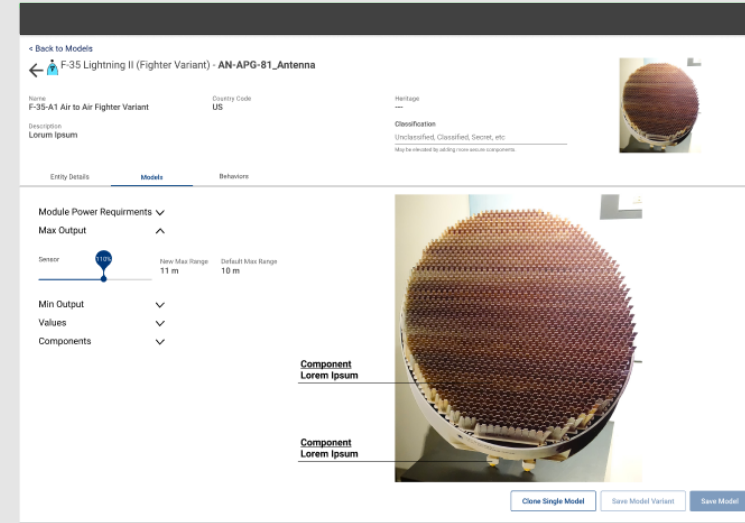 < Back to Models
F-35 Lightning II (Fighter Variant) - AN-APG-81_Antenna
Name
F-35-A1 Air to Air Fighter Variant
Country Code
US
Heritage
---
Description
Lorum Ipsum
Classification
Unclassified, Classified, Secret, etc
May be elevated by adding more secure components
Entity Details
Models
Behaviors
Module Power Requirments
Max Output
Sensor
110%
New Max Range
11 m
Default Max Range
10 m
Min Output
Values
Components
Component
Lorem Ipsum
Component
Lorem Ipsum
Clone Single Model
Save Model Variant
Save Model